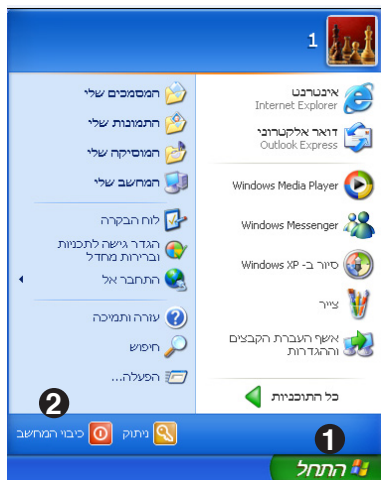 1
אינטרנט
Internet Explorer
דואר אלקטרוני
Outlook Express
Windows Media Player
Windows Messenger
סיור ב- Windows XP
צייר
אשף העברת הקבצים
וההגדרות
כל התוכניות
המסמכים שלי
התמונות שלי
המוסיקה שלי
המחשב שלי
לוח הבקרה
הגדר גישה לתכניות
וברירות מחדל
התחבר אל
עזרה ותמיכה
חיפוש
הפעלה...
2
ניתוק
כיבוי המחשב
1
התחל